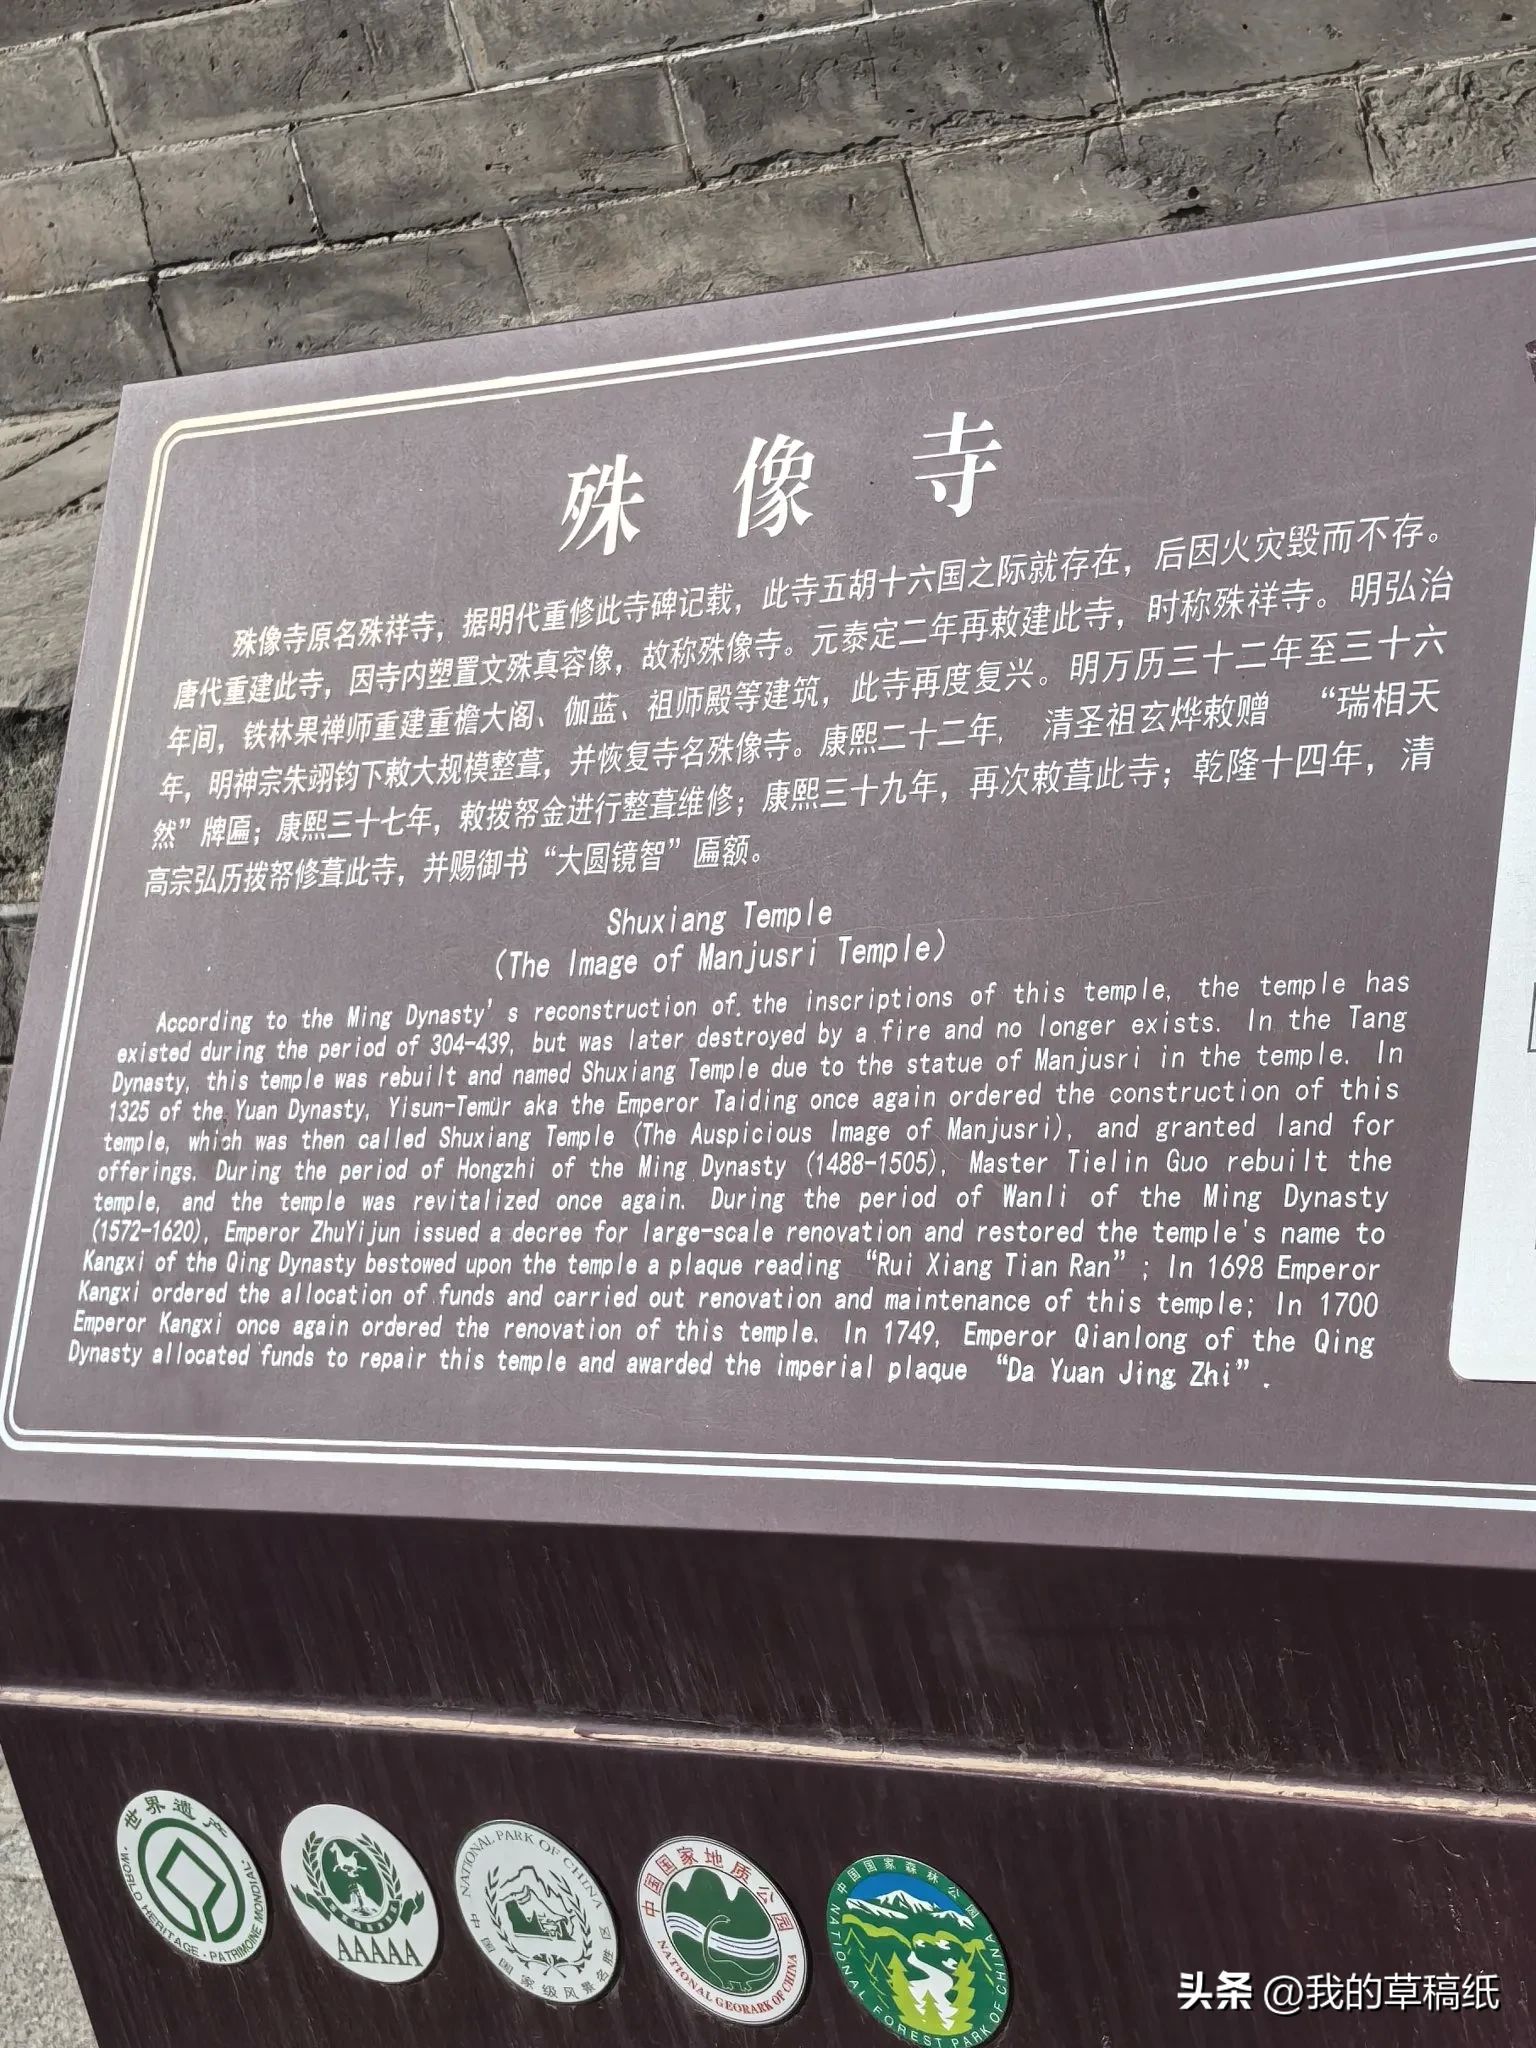 殊像寺
殊像寺原名殊祥寺，据明代重修此寺碑记载，此寺五胡十六国之际就存在，后因火灾毁而不存。
唐代重建此寺，因寺内塑置文殊真容像，故称殊像寺。元泰定二年再敕建此寺，时称殊祥寺。明弘治
年间，铁林果禅师重建重檐大阁、伽蓝、祖师殿等建筑，此寺再度复兴。明万历三十二年至三十六
年，明神宗朱翊钧下敕大规模整葺，并恢复寺名殊像寺。康熙二十二年，清圣祖玄烨敕赠 “瑞相天
然”牌匾；康熙三十七年，敕拨帑金进行整葺维修；康熙三十九年，再次敕葺此寺；乾隆十四年，清
高宗弘历拨帑修葺此寺，并赐御书“大圆镜智”匾额。
Shuxiang Temple
(The Image of Manjusri Temple)
According to the Ming Dynasty's reconstruction of the inscriptions of this temple, the temple has
existed during the period of 304-439, but was later destroyed by a fire and no longer exists. In the Tang
Dynasty, this temple was rebuilt and named Shuxiang Temple due to the statue of Manjusri in the temple. In
1325 of the Yuan Dynasty, Yisun-Temür aka the Emperor Taiding once again ordered the construction of this
temple, which was then called Shuxiang Temple (The Auspicious Image of Manjusri), and granted land for
offerings. During the period of Hongzhi of the Ming Dynasty (1488-1505), Master Tielin Guo rebuilt the
temple, and the temple was revitalized once again. During the period of Wanli of the Ming Dynasty
(1572-1620), Emperor ZhuYijun issued a decree for large-scale renovation and restored the temple's name to
Kangxi of the Qing Dynasty bestowed upon the temple a plaque reading “Rui Xiang Tian Ran”; In 1698 Emperor
Kangxi ordered the allocation of funds and carried out renovation and maintenance of this temple; In 1700
Emperor Kangxi once again ordered the renovation of this temple. In 1749, Emperor Qianlong of the Qing
Dynasty allocated funds to repair this temple and awarded the imperial plaque “Da Yuan Jing Zhi”.
世界遗产
·WORLD HERITAGE·PATRIMOINE MONDIAL·
AAAAA
NATIONAL PARK OF CHINA
中国国家级风景名胜区
中国国家地质公园
NATIONAL GEOPARK OF CHINA
中国国家森林公园
NATIONAL FOREST PARK OF CHINA
头条 @我的草稿纸